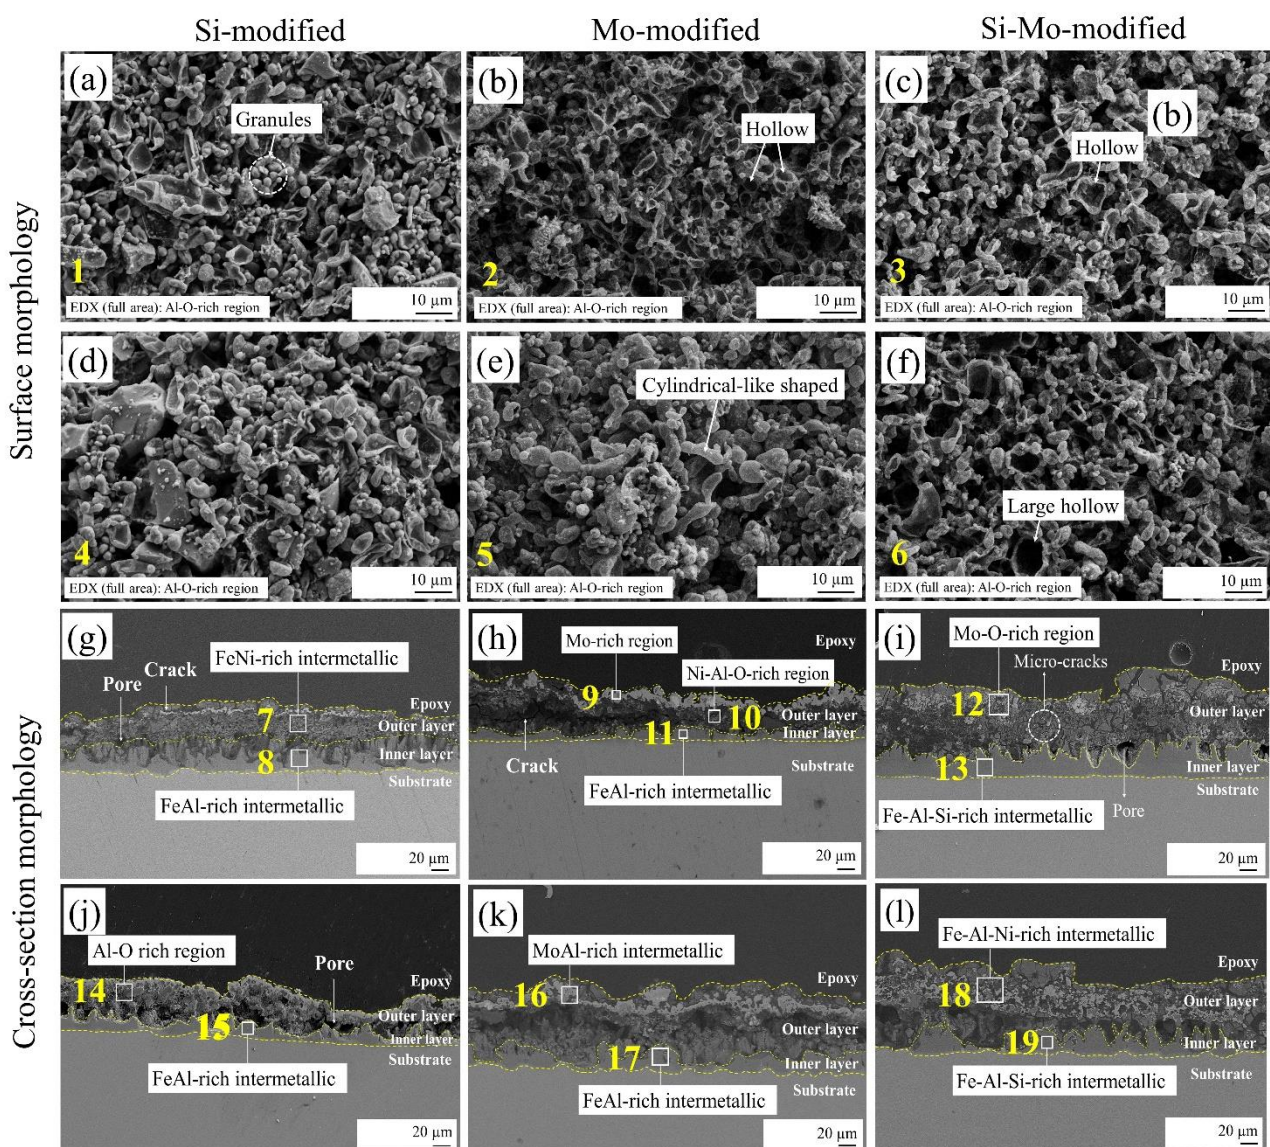 Si-modified
Mo-modified
Si-Mo-modified
Surface morphology
(a)
Granules
1
EDX (full area): Al-O-rich region
10 µm
(b)
Hollow
2
EDX (full area): Al-O-rich region
10 µm
(c)
(b)
Hollow
3
EDX (full area): Al-O-rich region
10 µm
(d)
4
EDX (full area): Al-O-rich region
10 µm
(e)
Cylindrical-like shaped
5
EDX (full area): Al-O-rich region
10 µm
(f)
Large hollow
6
EDX (full area): Al-O-rich region
10 µm
Cross-section morphology
(g)
FeNi-rich intermetallic
Crack
Pore
Epoxy
7
Outer layer
8
Inner layer
Substrate
FeAl-rich intermetallic
20 µm
(h)
Mo-rich region
Epoxy
Ni-Al-O-rich region
9
10
Outer layer
11
Inner layer
Crack
Substrate
FeAl-rich intermetallic
20 µm
(i)
Mo-O-rich region
Micro-cracks
Epoxy
12
Outer layer
13
Inner layer
Substrate
Fe-Al-Si-rich intermetallic
Pore
20 µm
(j)
Al-O rich region
Pore
Epoxy
14
Outer layer
15
Inner layer
Substrate
FeAl-rich intermetallic
20 µm
(k)
MoAl-rich intermetallic
Epoxy
16
Outer layer
17
Inner layer
Substrate
FeAl-rich intermetallic
20 µm
(l)
Fe-Al-Ni-rich intermetallic
Epoxy
18
Outer layer
19
Inner layer
Substrate
Fe-Al-Si-rich intermetallic
20 µm